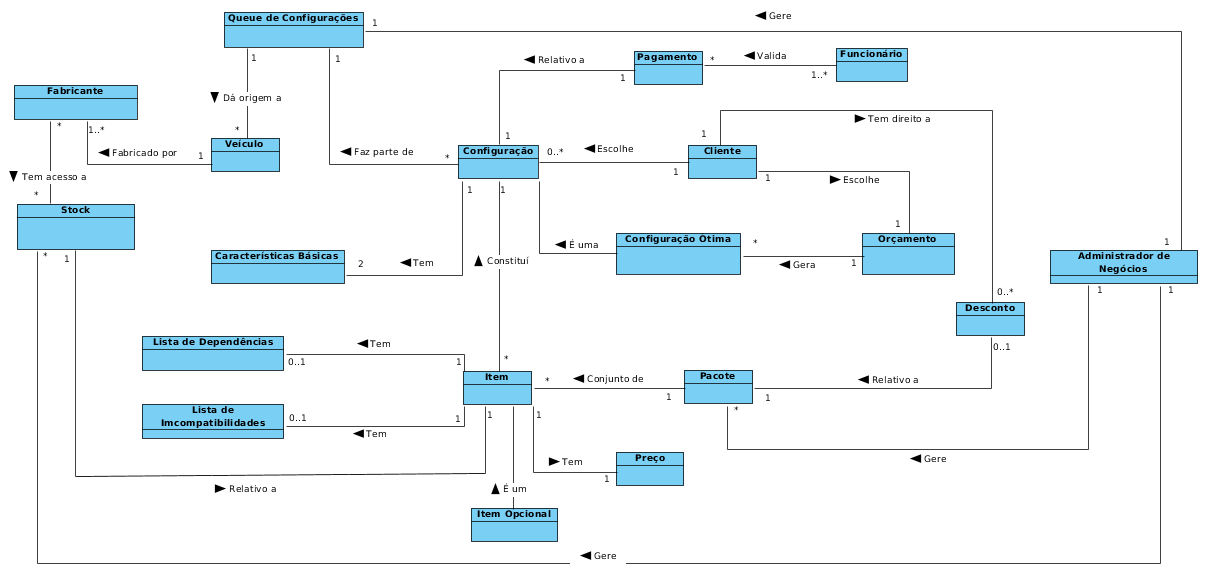 Queue de Configurações
1
Gere
Pagamento
Funcionário
Relativo a
*
Valida
1
1
1
1..*
Fabricante
Dá origem a
*
1..*
*
Veículo
1
Fabricado por
Faz parte de
*
1
Configuração
0..*
Escolhe
1
Cliente
1
Tem direito a
Tem acesso a
*
Stock
1
1
1
Escolhe
1
Configuração Otima
*
Orçamento
É uma
Gera
1
1
Administrador de
Negócios
Características Básicas
2
Tem
Constituí
*
1
1
1
0..*
Desconto
0..1
Lista de Dependências
0..1
Tem
1
*
Item
*
Conjunto de
1
Pacote
1
Relativo a
*
Lista de
Imcompatibilidades
0..1
Tem
1
1
1
Tem
1
Preço
Gere
Relativo a
É um
Item Opcional
Gere